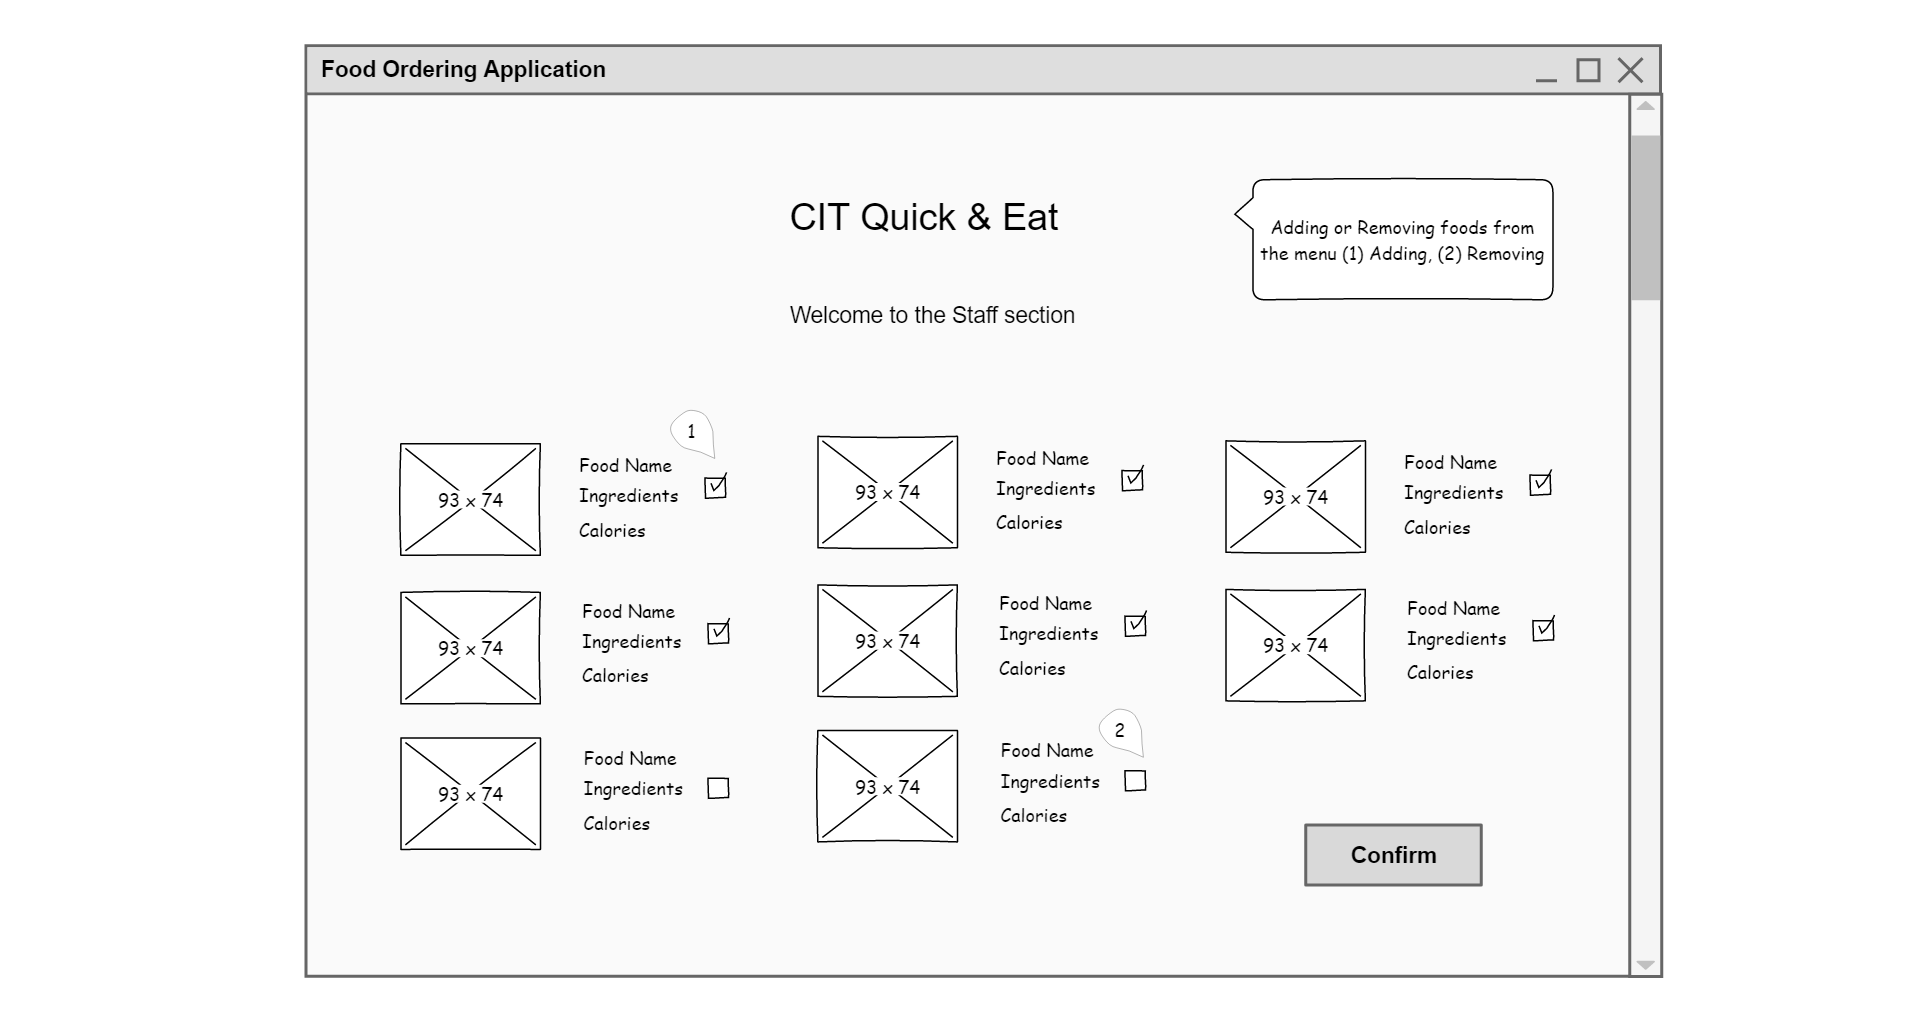 Food Ordering Application
CIT Quick & Eat
Adding or Removing foods from
the menu (1) Adding, (2) Removing
Welcome to the Staff section
1
93 x 74
Food Name
Ingredients
Calories
93 x 74
Food Name
Ingredients
Calories
93 x 74
Food Name
Ingredients
Calories
93 x 74
Food Name
Ingredients
Calories
93 x 74
Food Name
Ingredients
Calories
93 x 74
Food Name
Ingredients
Calories
93 x 74
Food Name
Ingredients
Calories
2
93 x 74
Food Name
Ingredients
Calories
Confirm